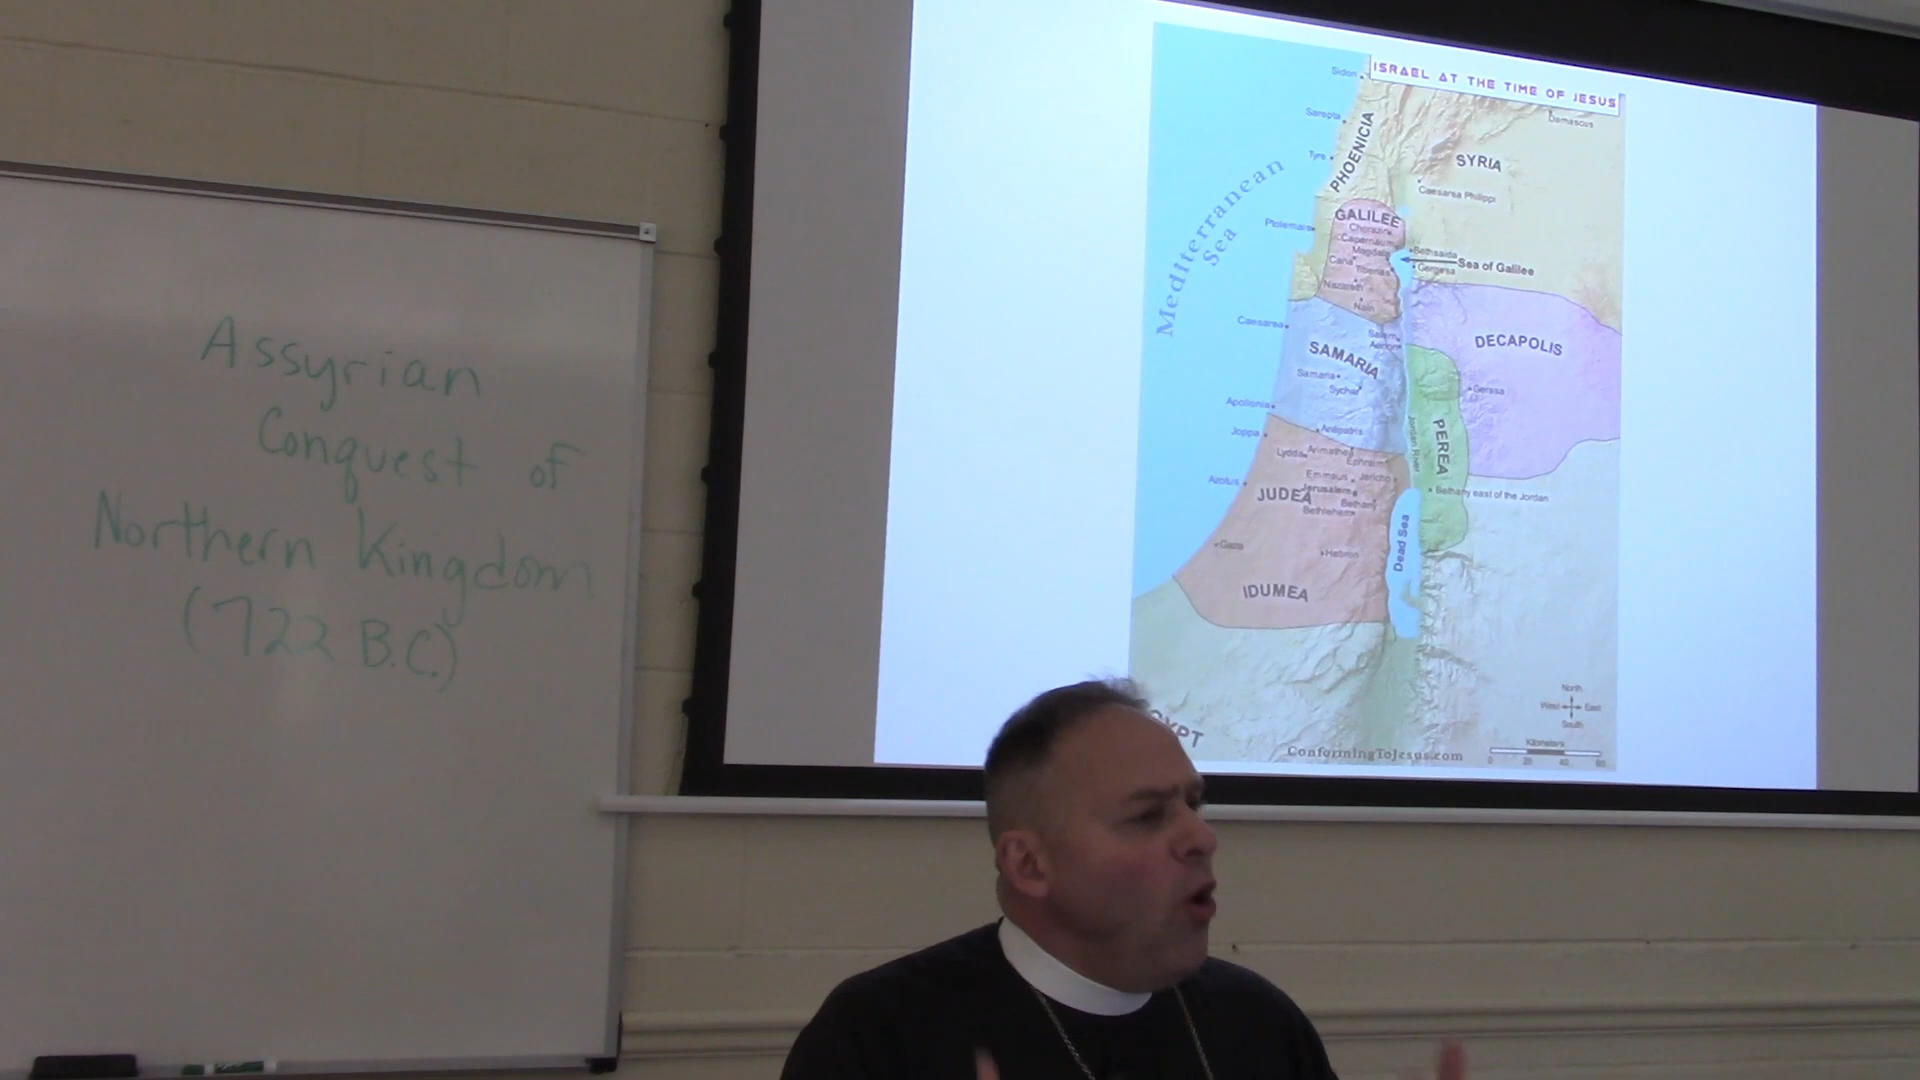 Assyrian
Conquest of
Northern Kingdom
(722 B.C.)
ISRAEL AT THE TIME OF JESUS
Sidon
Damascus
Sarepta
PHOENICIA
SYRIA
Tyre
Caesarea Philippi
Mediterranean
Sea
GALILEE
Ptolemais
Chorazin
Capernaum
Bethsaida
Magdala
Sea of Galilee
Cana
Gergesa
Tiberias
Nazareth
Nain
Caesarea
Salim
Aenon
DECAPOLIS
SAMARIA
Samaria
Sychar
Gerasa
Apollonia
Joppa
Antipatris
Jordan River
PEREA
Lydda
Arimathea
Ephraim
Emmaus
Jericho
Azotus
Jerusalem
JUDEA
Bethany
Bethany east of the Jordan
Bethlehem
Dead Sea
Gaza
Hebron
IDUMEA
North
West
East
South
GYPT
ConformingToJesus.com
Kilometers
0 20 40 60